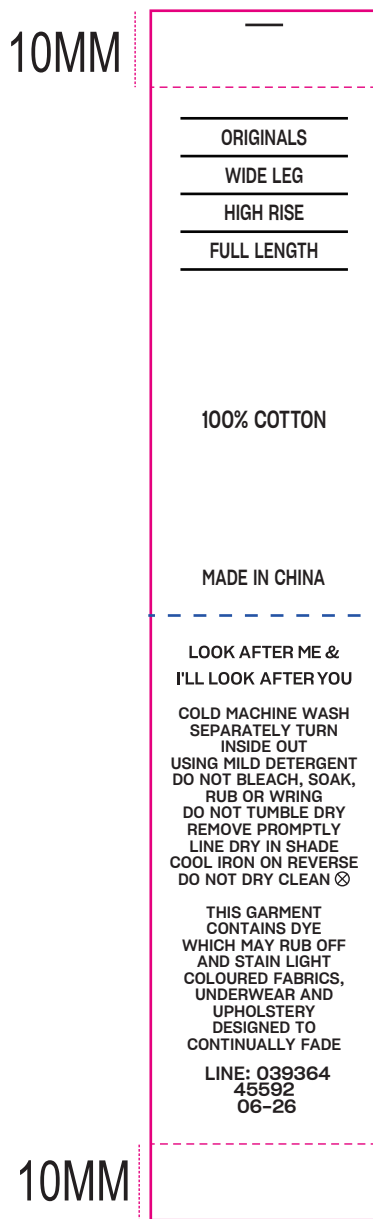 10MM
ORIGINALS
WIDE LEG
HIGH RISE
FULL LENGTH
100% COTTON
MADE IN CHINA
LOOK AFTER ME &
I'LL LOOK AFTER YOU
COLD MACHINE WASH
SEPARATELY TURN
INSIDE OUT
USING MILD DETERGENT
DO NOT BLEACH, SOAK,
RUB OR WRING
DO NOT TUMBLE DRY
REMOVE PROMPTLY
LINE DRY IN SHADE
COOL IRON ON REVERSE
DO NOT DRY CLEAN ⊗
THIS GARMENT
CONTAINS DYE
WHICH MAY RUB OFF
AND STAIN LIGHT
COLOURED FABRICS,
UNDERWEAR AND
UPHOLSTERY
DESIGNED TO
CONTINUALLY FADE
LINE: 039364
45592
06-26
10MM